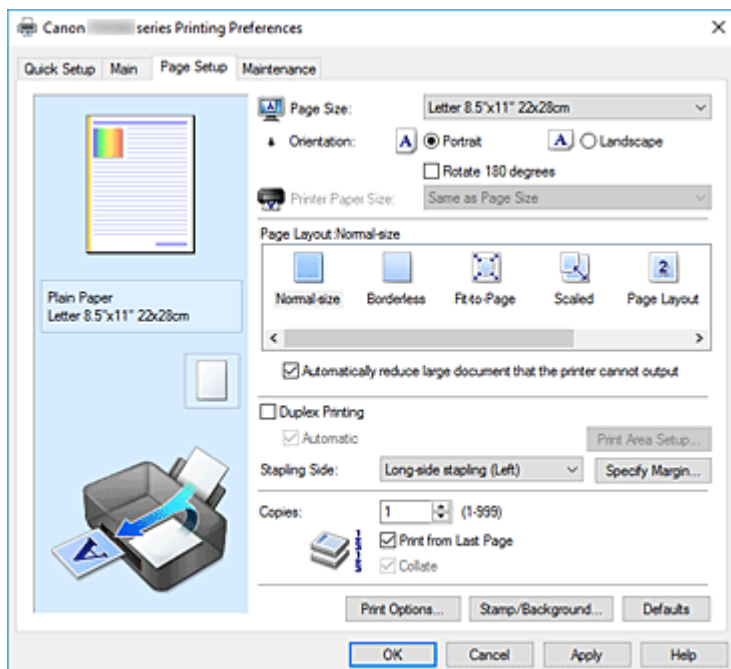 Canon series Printing Preferences
Quick Setup Main Page Setup Maintenance
Page Size: Letter 8.5"x11" 22x28cm
Orientation: A Portrait A Landscape
Rotate 180 degrees
Printer Paper Size: Same as Page Size
Page Layout:Normal-size
2
Normal-size Borderless Fit-to-Page Scaled Page Layout
Plain Paper
Letter 8.5"x11" 22x28cm
Automatically reduce large document that the printer cannot output
Duplex Printing
Automatic Print Area Setup...
Stapling Side: Long-side stapling (Left) Specify Margin...
Copies: 1 (1-999)
Print from Last Page
Collate
A
Print Options... Stamp/Background... Defaults
OK Cancel Apply Help